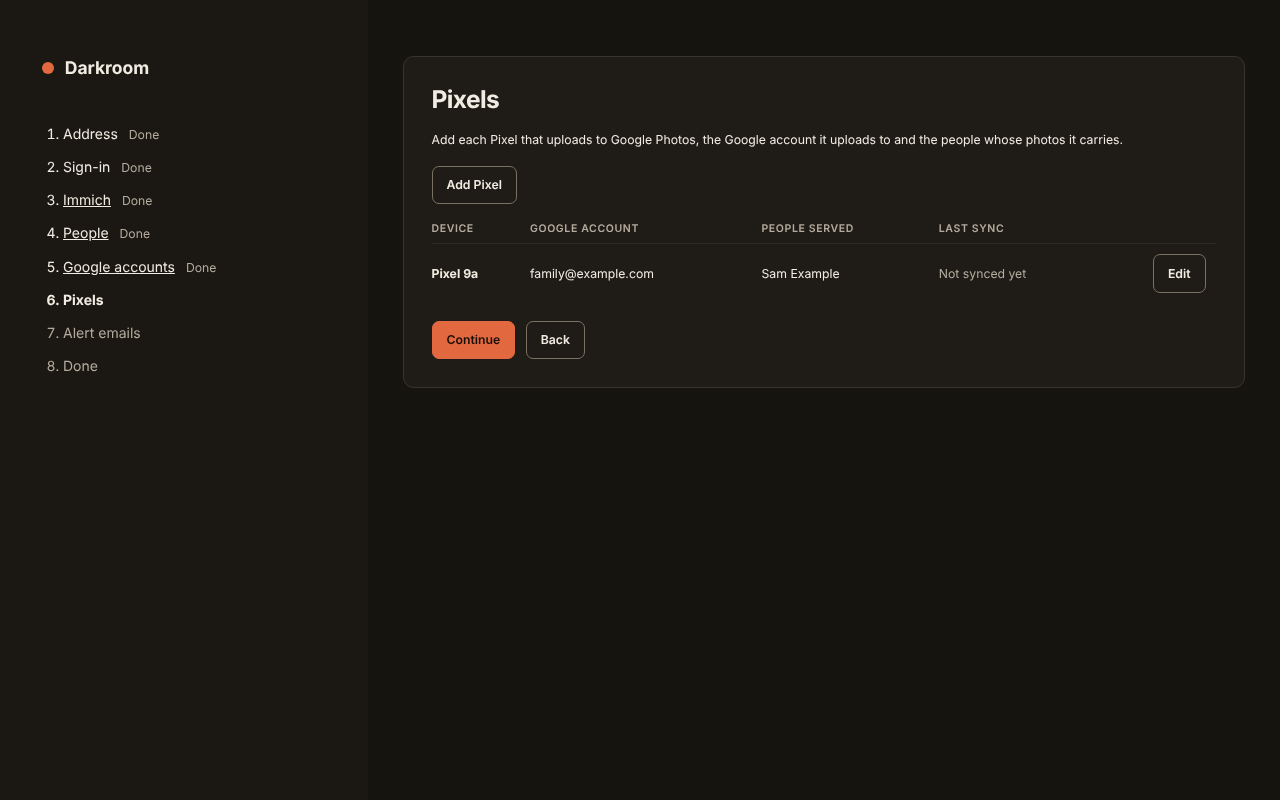 Darkroom
1. Address Done
2. Sign-in Done
3. Immich Done
4. People Done
5. Google accounts Done
6. Pixels
7. Alert emails
8. Done
Pixels
Add each Pixel that uploads to Google Photos, the Google account it uploads to and the people whose photos it carries.
Add Pixel
DEVICE GOOGLE ACCOUNT PEOPLE SERVED LAST SYNC
Pixel 9a family@example.com Sam Example Not synced yet Edit
Continue Back